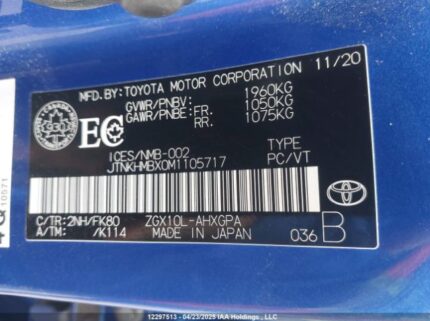 MFD.BY:TOYOTA MOTOR CORPORATION 11/20
GVWR/PNBV: 1960KG
GAWR/PNBE:FR. 1050KG
RR. 1075KG
EC
ICES/NMB-002 TYPE
JTNKHMBX0M1105717 PC/VT
C/TR:2NH/FK80 ZGX10L-AHXGPA
A/TM: /K114 MADE IN JAPAN 036 B
TOYOTA
10571
12297513 - 04/23/2025 IAA Holdings, LLC